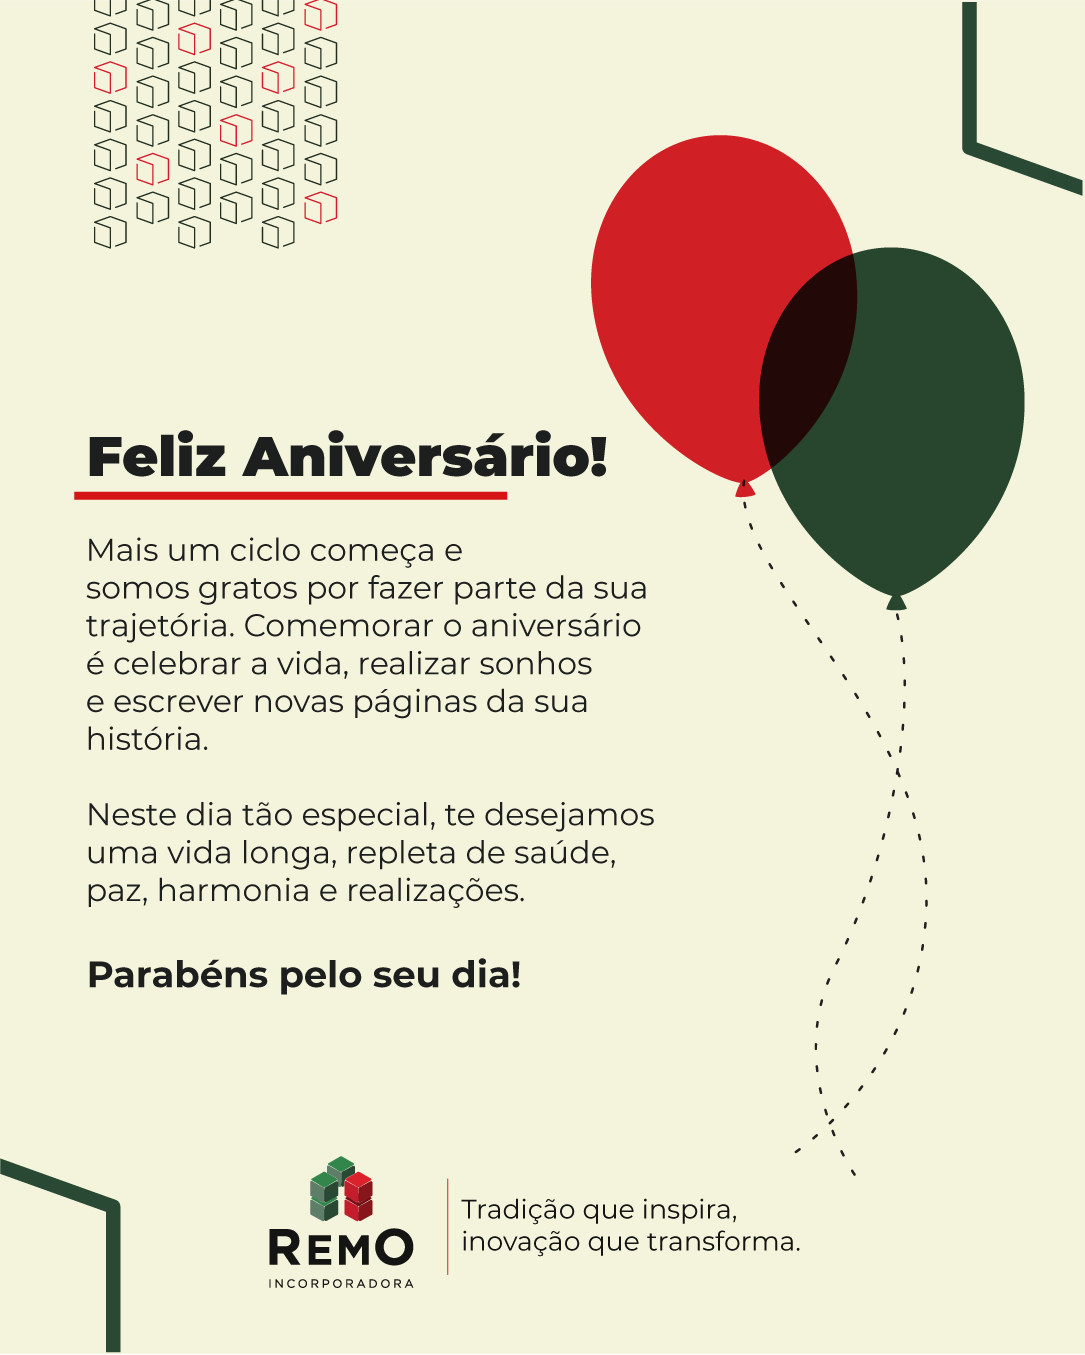 Feliz Aniversário!
Mais um ciclo começa e
somos gratos por fazer parte da sua
trajetória. Comemorar o aniversário
é celebrar a vida, realizar sonhos
e escrever novas páginas da sua
história.
Neste dia tão especial, te desejamos
uma vida longa, repleta de saúde,
paz, harmonia e realizações.
Parabéns pelo seu dia!
REMO
INCORPORADORA
Tradição que inspira,
inovação que transforma.